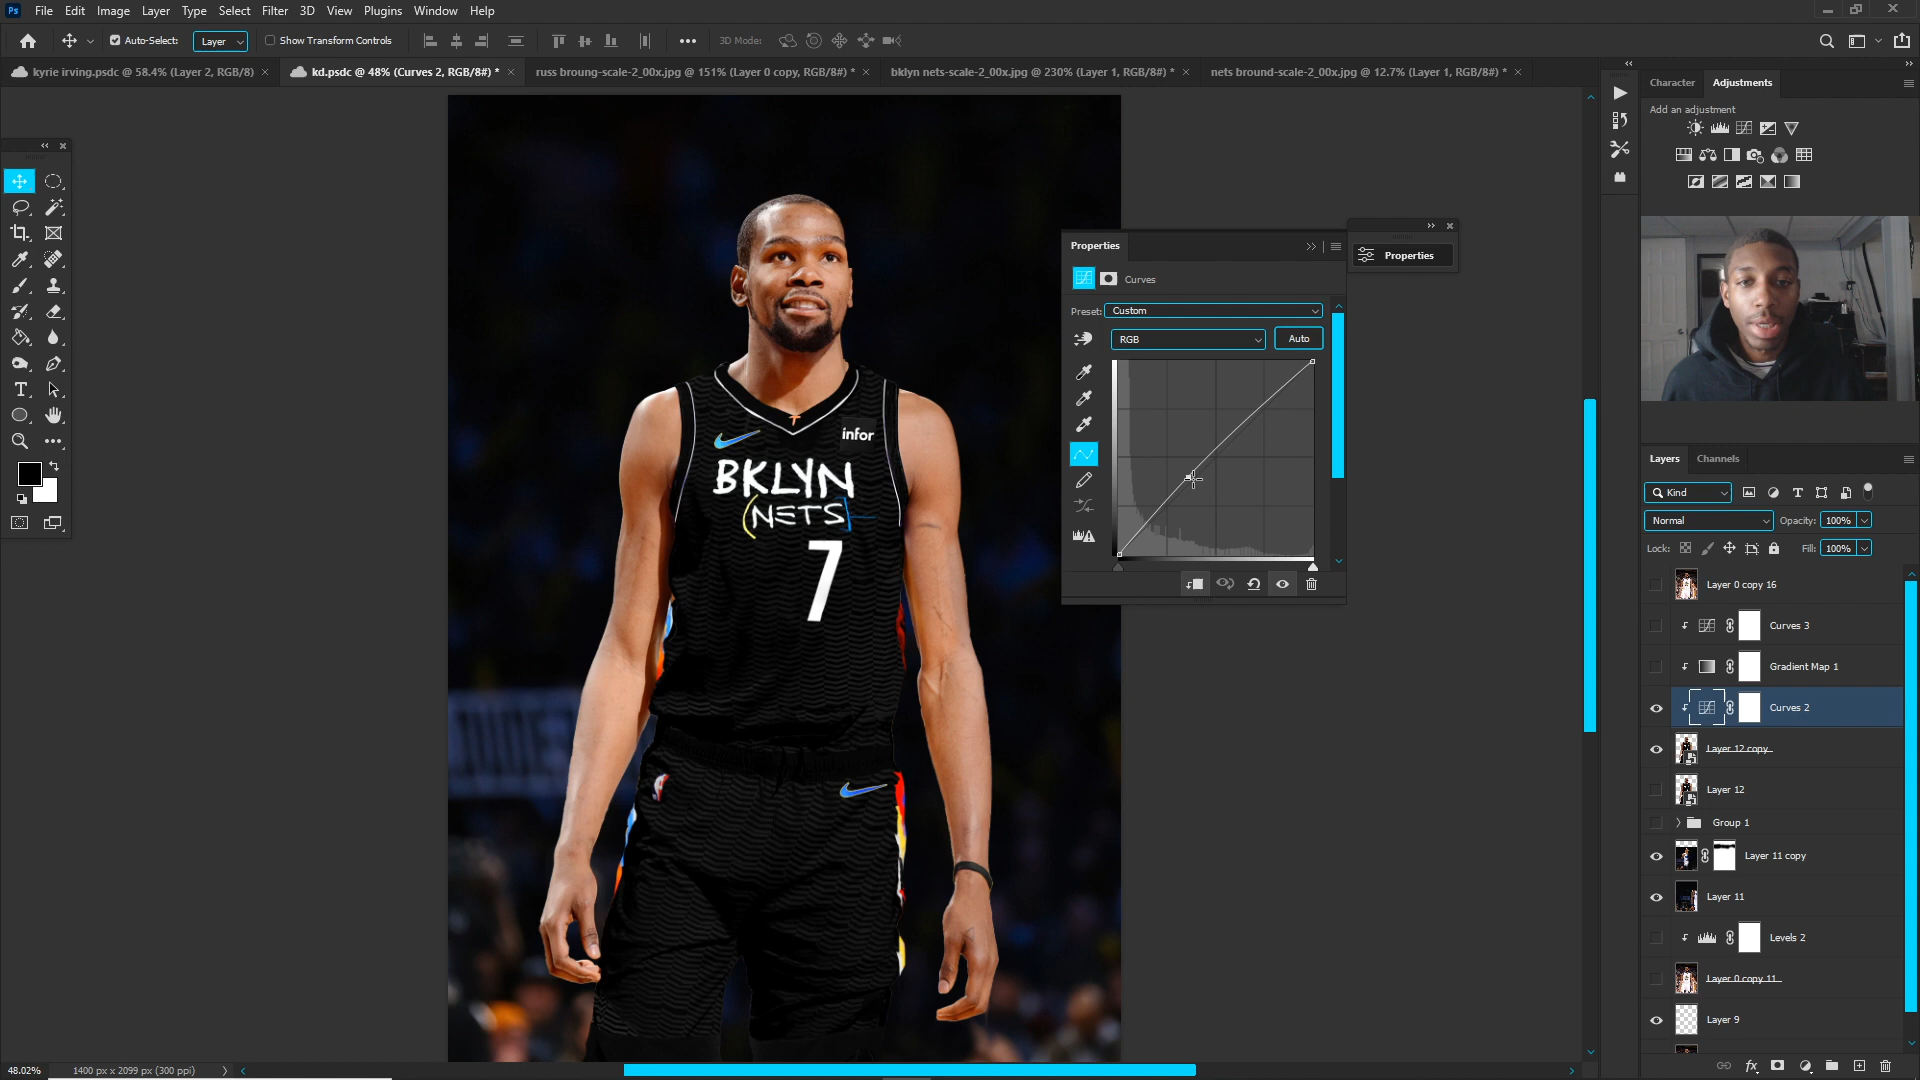 Ps File Edit Image Layer Type Select Filter 3D View Plugins Window Help
Auto-Select: Layer Show Transform Controls 3D Mode:
kyrie irving.psdc @ 58.4% (Layer 2, RGB/8) × kd.psdc @ 48% (Curves 2, RGB/8#) * × russ broung-scale-2_00x.jpg @ 151% (Layer 0 copy, RGB/8#) * × bklyn nets-scale-2_00x.jpg @ 230% (Layer 1, RGB/8#) * × nets bround-scale-2_00x.jpg @ 12.7% (Layer 1, RGB/8#) * ×
Character Adjustments
Add an adjustment
Properties
Properties
Curves
Preset: Custom
RGB Auto
infor
BKLYN
(NETS)
7
Layers Channels
Kind
Normal Opacity: 100%
Lock: Fill: 100%
Layer 0 copy 16
Curves 3
Gradient Map 1
Curves 2
Layer 12 copy
Layer 12
Group 1
Layer 11 copy
Layer 11
Levels 2
Layer 0 copy 11
Layer 9
fx
48.02% 1400 px x 2099 px (300 ppi)